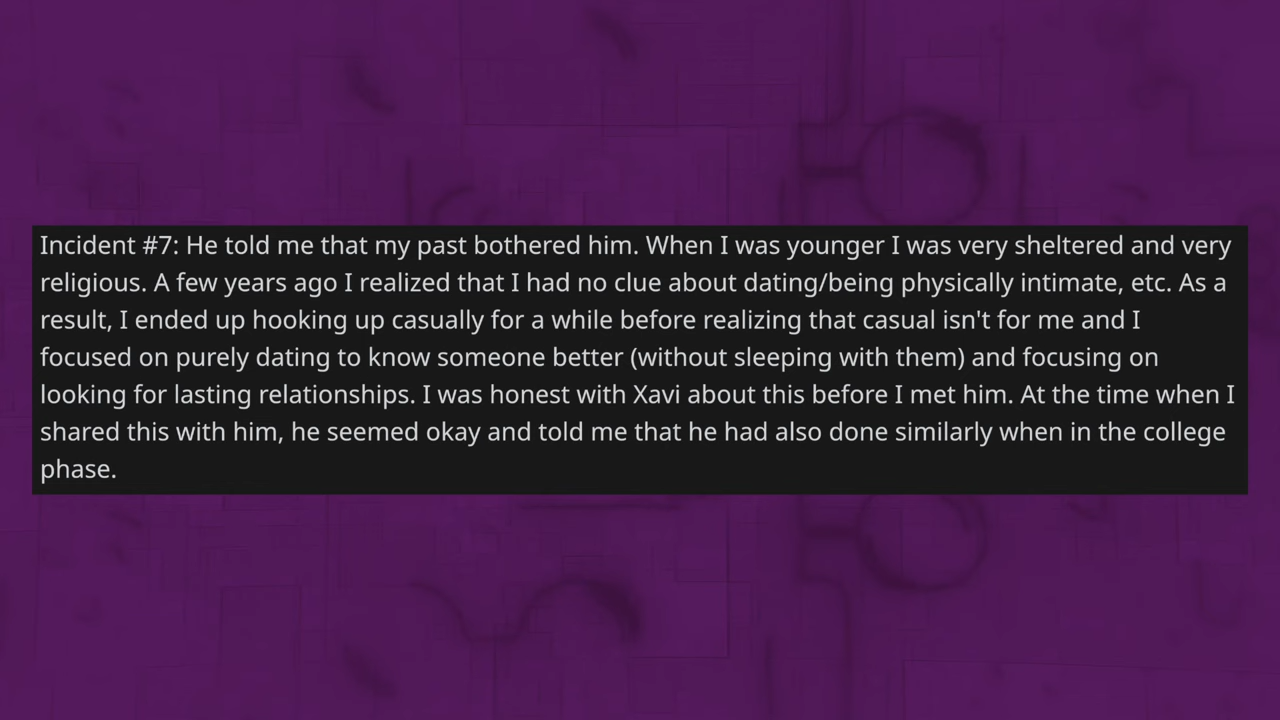 Incident #7: He told me that my past bothered him. When I was younger I was very sheltered and very
religious. A few years ago I realized that I had no clue about dating/being physically intimate, etc. As a
result, I ended up hooking up casually for a while before realizing that casual isn't for me and I
focused on purely dating to know someone better (without sleeping with them) and focusing on
looking for lasting relationships. I was honest with Xavi about this before I met him. At the time when I
shared this with him, he seemed okay and told me that he had also done similarly when in the college
phase.